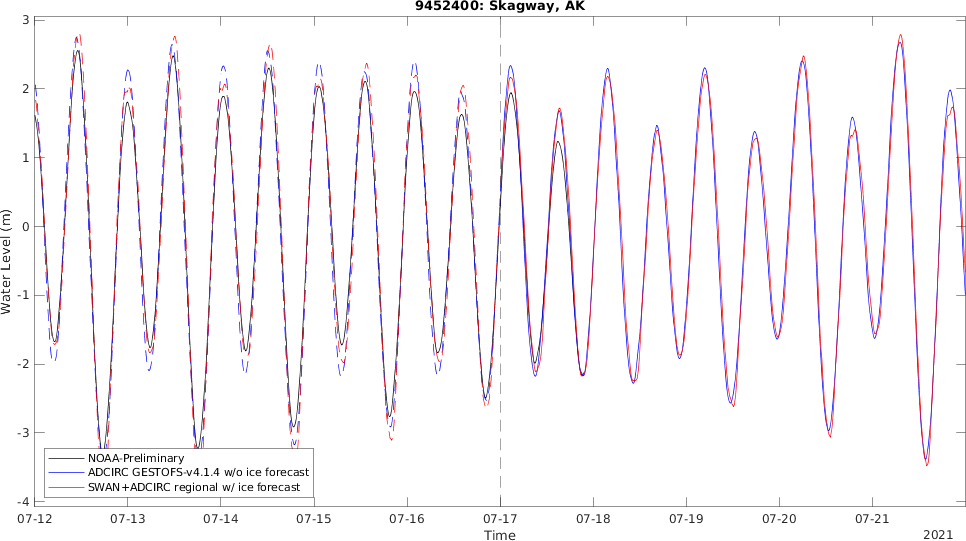 9452400: Skagway, AK
3
2
1
0
-1
-2
-3
-4
Water Level (m)
NOAA-Preliminary
ADCIRC GESTOFS-v4.1.4 w/o ice forecast
SWAN+ADCIRC regional w/ ice forecast
07-12 07-13 07-14 07-15 07-16 07-17 07-18 07-19 07-20 07-21
Time
2021